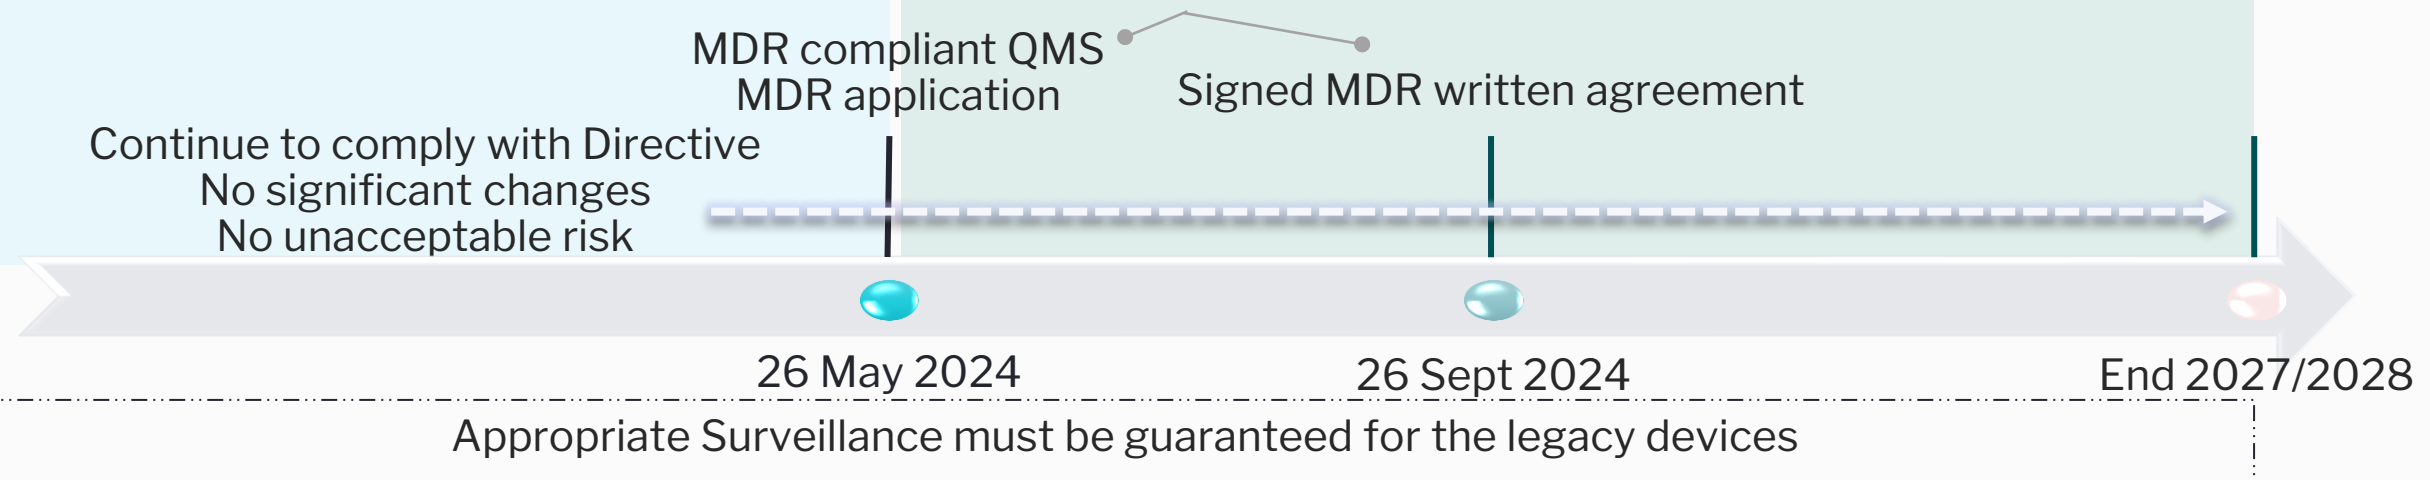 MDR compliant QMS
MDR application
Signed MDR written agreement
Continue to comply with Directive
No significant changes
No unacceptable risk
26 May 2024
26 Sept 2024
End 2027/2028
Appropriate Surveillance must be guaranteed for the legacy devices